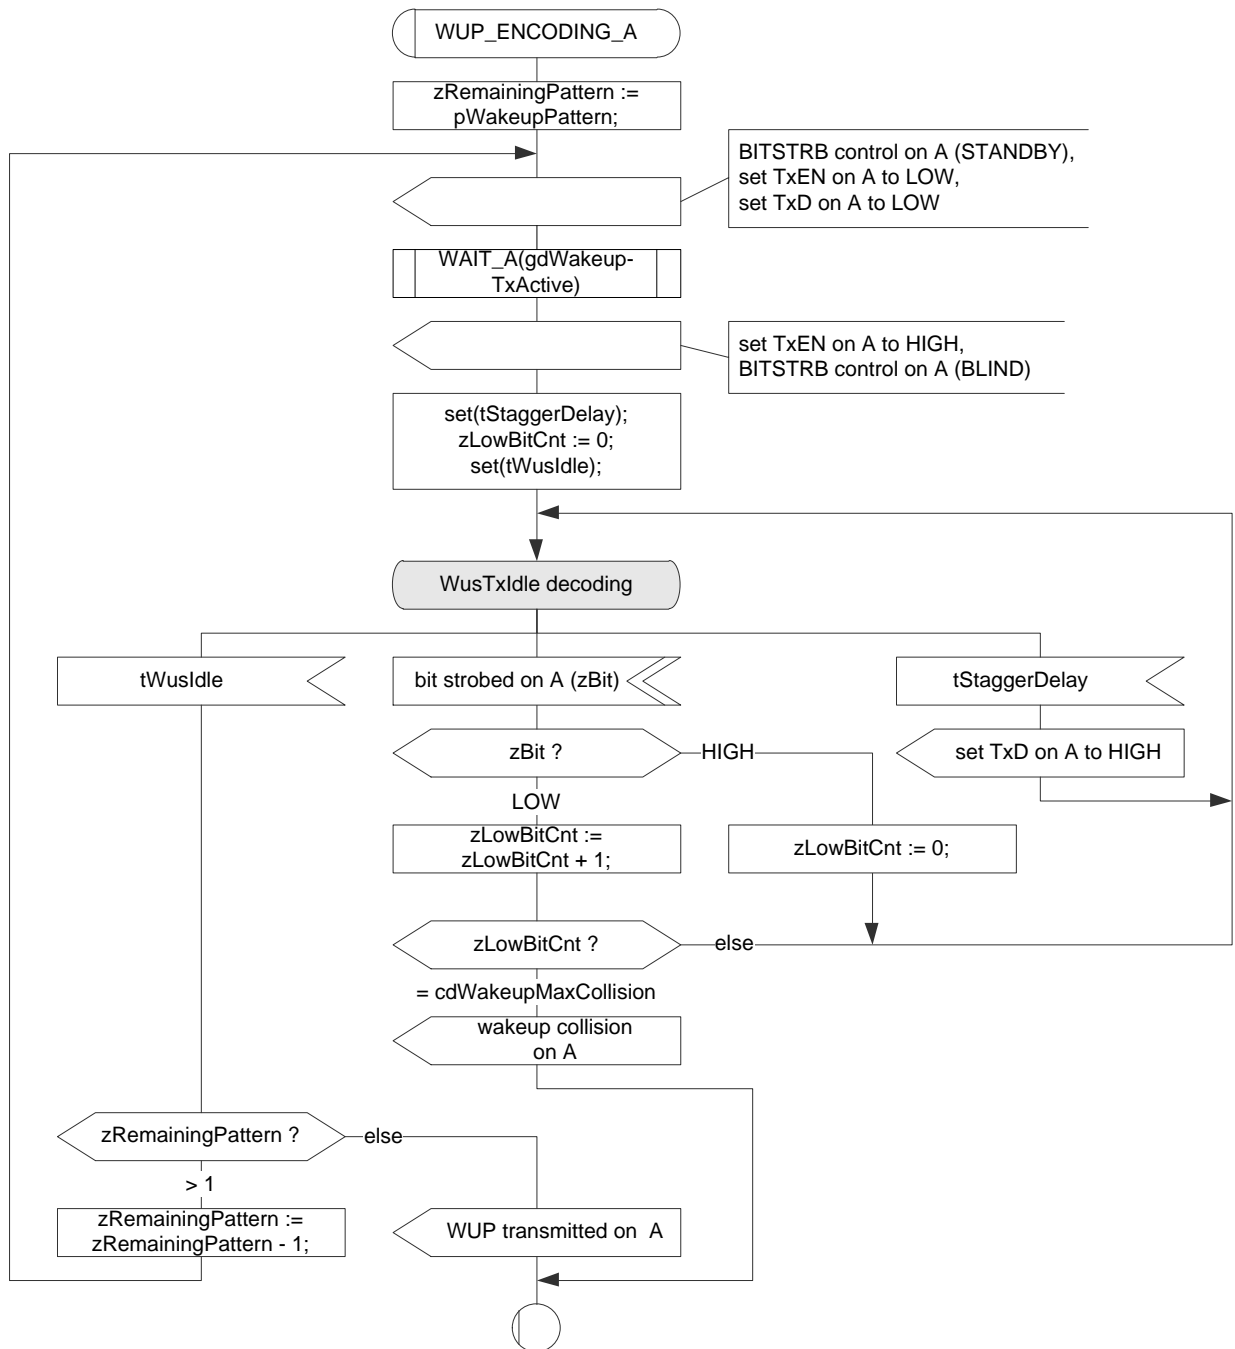 WUP_ENCODING_A
zRemainingPattern :=
pWakeupPattern;
BITSTRB control on A (STANDBY),
set TxEN on A to LOW,
set TxD on A to LOW
WAIT_A(gdWakeup-
TxActive)
set TxEN on A to HIGH,
BITSTRB control on A (BLIND)
set(tStaggerDelay);
zLowBitCnt := 0;
set(tWusIdle);
WusTxIdle decoding
tWusIdle
bit strobed on A (zBit)
tStaggerDelay
zBit ?
HIGH
set TxD on A to HIGH
LOW
zLowBitCnt :=
zLowBitCnt + 1;
zLowBitCnt := 0;
zLowBitCnt ?
else
= cdWakeupMaxCollision
wakeup collision
on A
zRemainingPattern ?
else
> 1
zRemainingPattern :=
zRemainingPattern - 1;
WUP transmitted on A